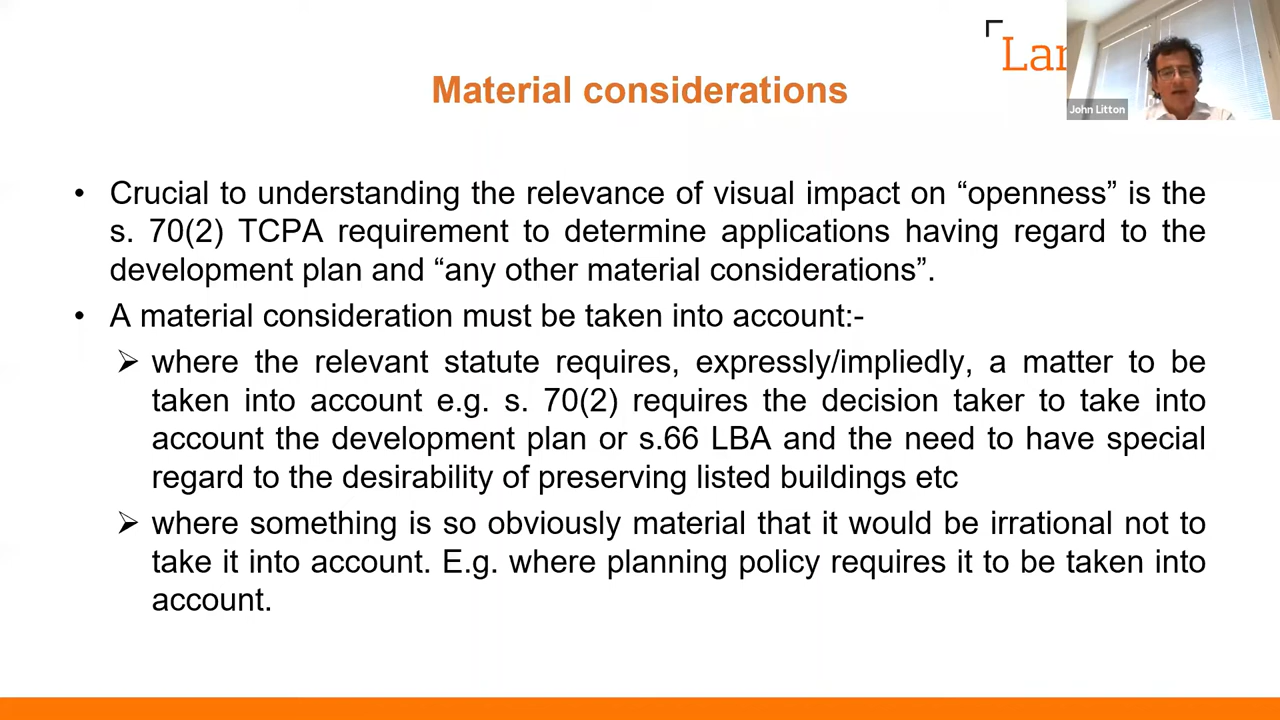 Material considerations
Lan
John Litton
• Crucial to understanding the relevance of visual impact on “openness” is the
s. 70(2) TCPA requirement to determine applications having regard to the
development plan and “any other material considerations”.
• A material consideration must be taken into account:-
➢ where the relevant statute requires, expressly/impliedly, a matter to be
taken into account e.g. s. 70(2) requires the decision taker to take into
account the development plan or s.66 LBA and the need to have special
regard to the desirability of preserving listed buildings etc
➢ where something is so obviously material that it would be irrational not to
take it into account. E.g. where planning policy requires it to be taken into
account.